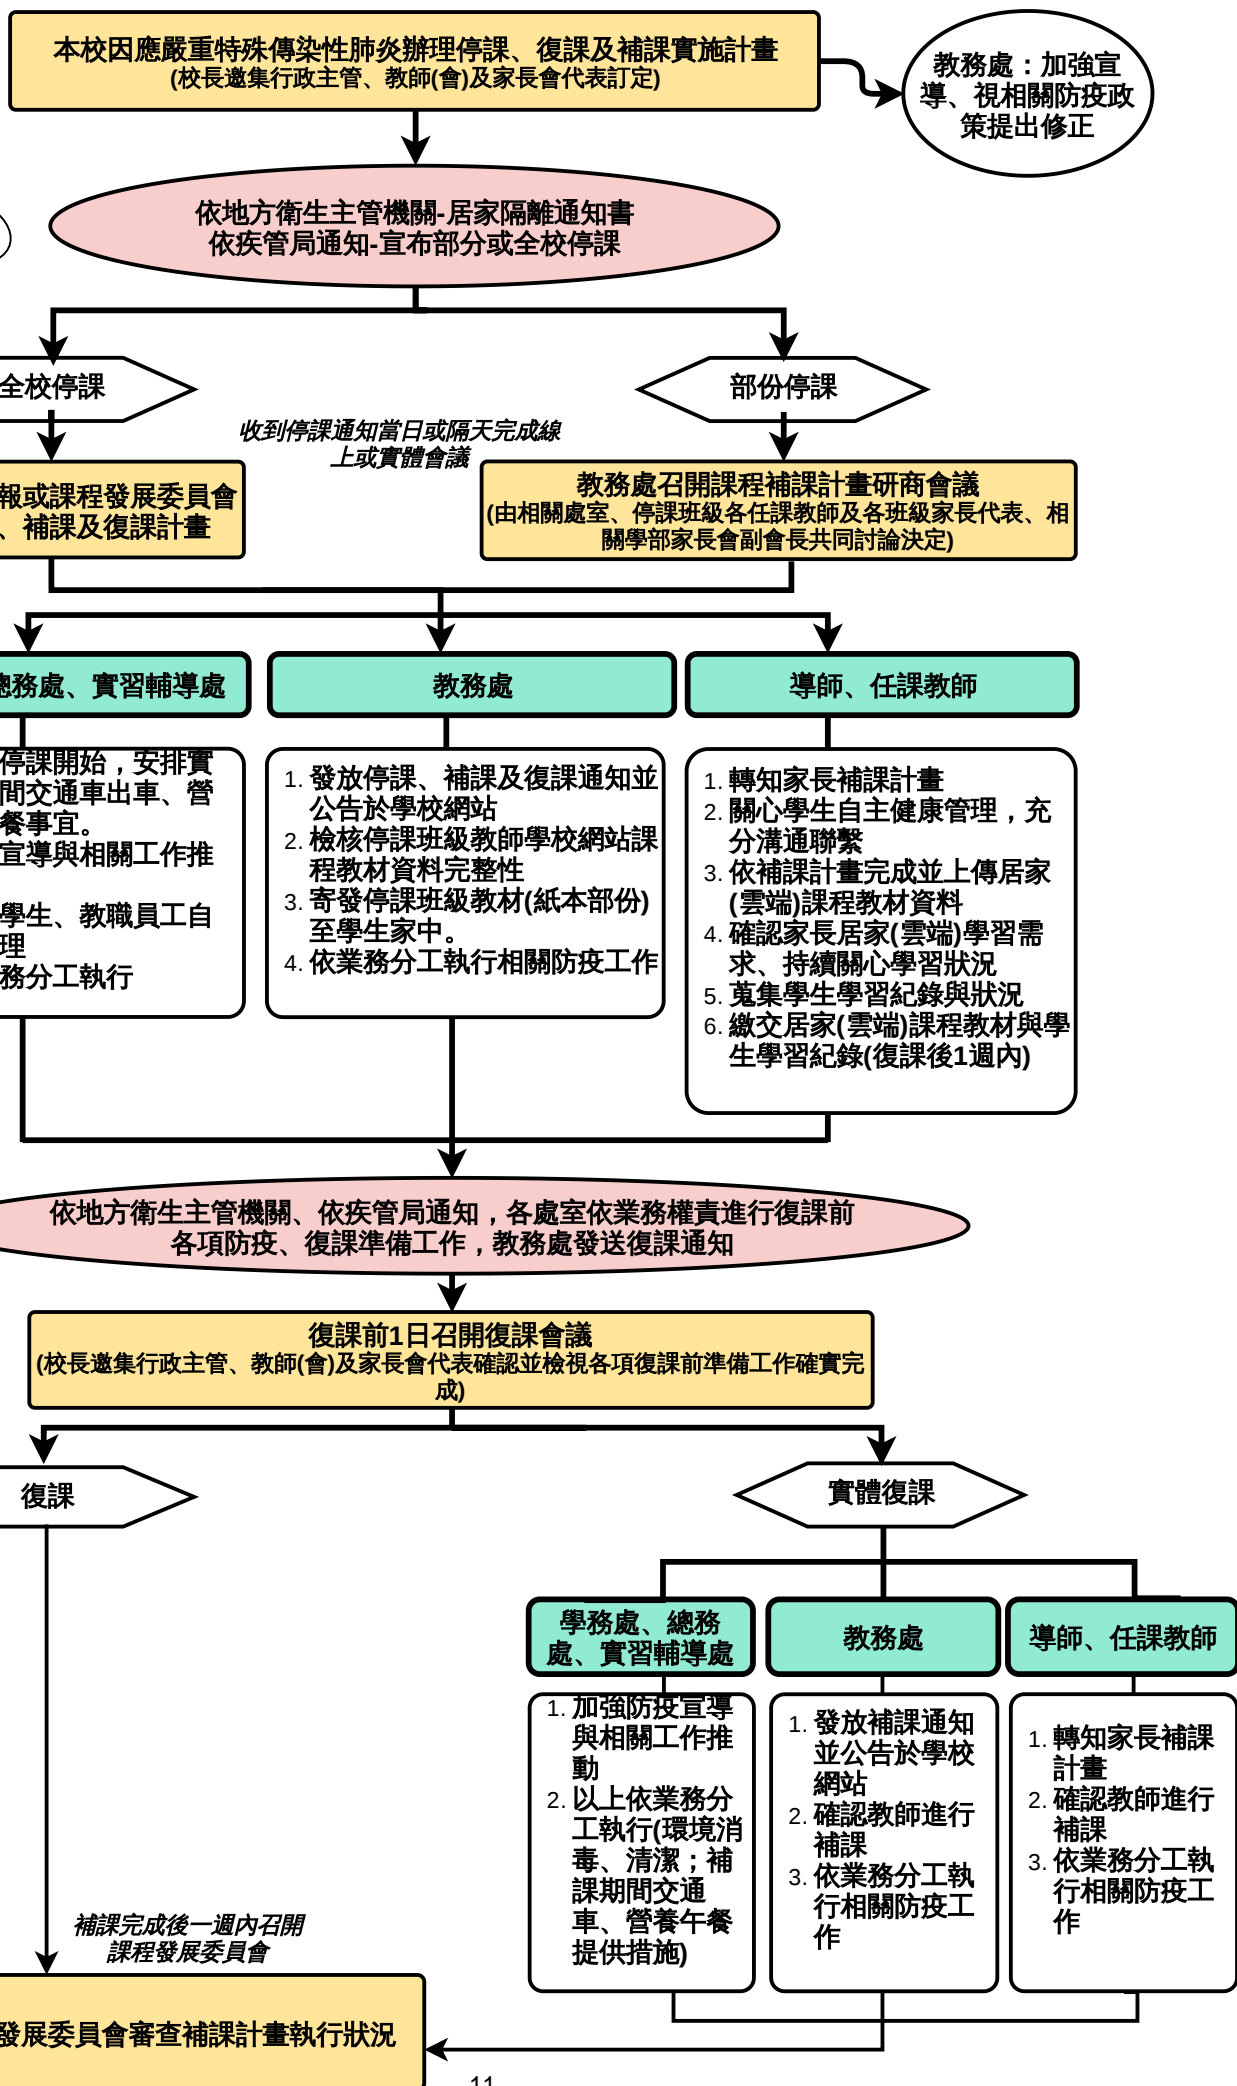 本校因應嚴重特殊傳染性肺炎辦理停課、復課及補課實施計畫
(校長邀集行政主管、教師(會)及家長會代表訂定)
教務處：加強宣
導、視相關防疫政
策提出修正
依地方衛生主管機關-居家隔離通知書
依疾管局通知-宣布部分或全校停課
全校停課
部份停課
收到停課通知當日或隔天完成線
上或實體會議
報或課程發展委員會
、補課及復課計畫
教務處召開課程補課計畫研商會議
(由相關處室、停課班級各任課教師及各班級家長代表、相
關學部家長會副會長共同討論決定)
總務處、實習輔導處
教務處
導師、任課教師
停課開始，安排實
間交通車出車、營
餐事宜。
宣導與相關工作推
學生、教職員工自
理
務分工執行
1. 發放停課、補課及復課通知並
公告於學校網站
2. 檢核停課班級教師學校網站課
程教材資料完整性
3. 寄發停課班級教材(紙本部份)
至學生家中。
4. 依業務分工執行相關防疫工作
1. 轉知家長補課計畫
2. 關心學生自主健康管理，充
分溝通聯繫
3. 依補課計畫完成並上傳居家
(雲端)課程教材資料
4. 確認家長居家(雲端)學習需
求、持續關心學習狀況
5. 蒐集學生學習紀錄與狀況
6. 繳交居家(雲端)課程教材與學
生學習紀錄(復課後1週內)
依地方衛生主管機關、依疾管局通知，各處室依業務權責進行復課前
各項防疫、復課準備工作，教務處發送復課通知
復課前1日召開復課會議
(校長邀集行政主管、教師(會)及家長會代表確認並檢視各項復課前準備工作確實完
成)
復課
實體復課
學務處、總務
處、實習輔導處
教務處
導師、任課教師
1. 加強防疫宣導
與相關工作推
動
2. 以上依業務分
工執行(環境消
毒、清潔；補
課期間交通
車、營養午餐
提供措施)
1. 發放補課通知
並公告於學校
網站
2. 確認教師進行
補課
3. 依業務分工執
行相關防疫工
作
1. 轉知家長補課
計畫
2. 確認教師進行
補課
3. 依業務分工執
行相關防疫工
作
補課完成後一週內召開
課程發展委員會
發展委員會審查補課計畫執行狀況
11